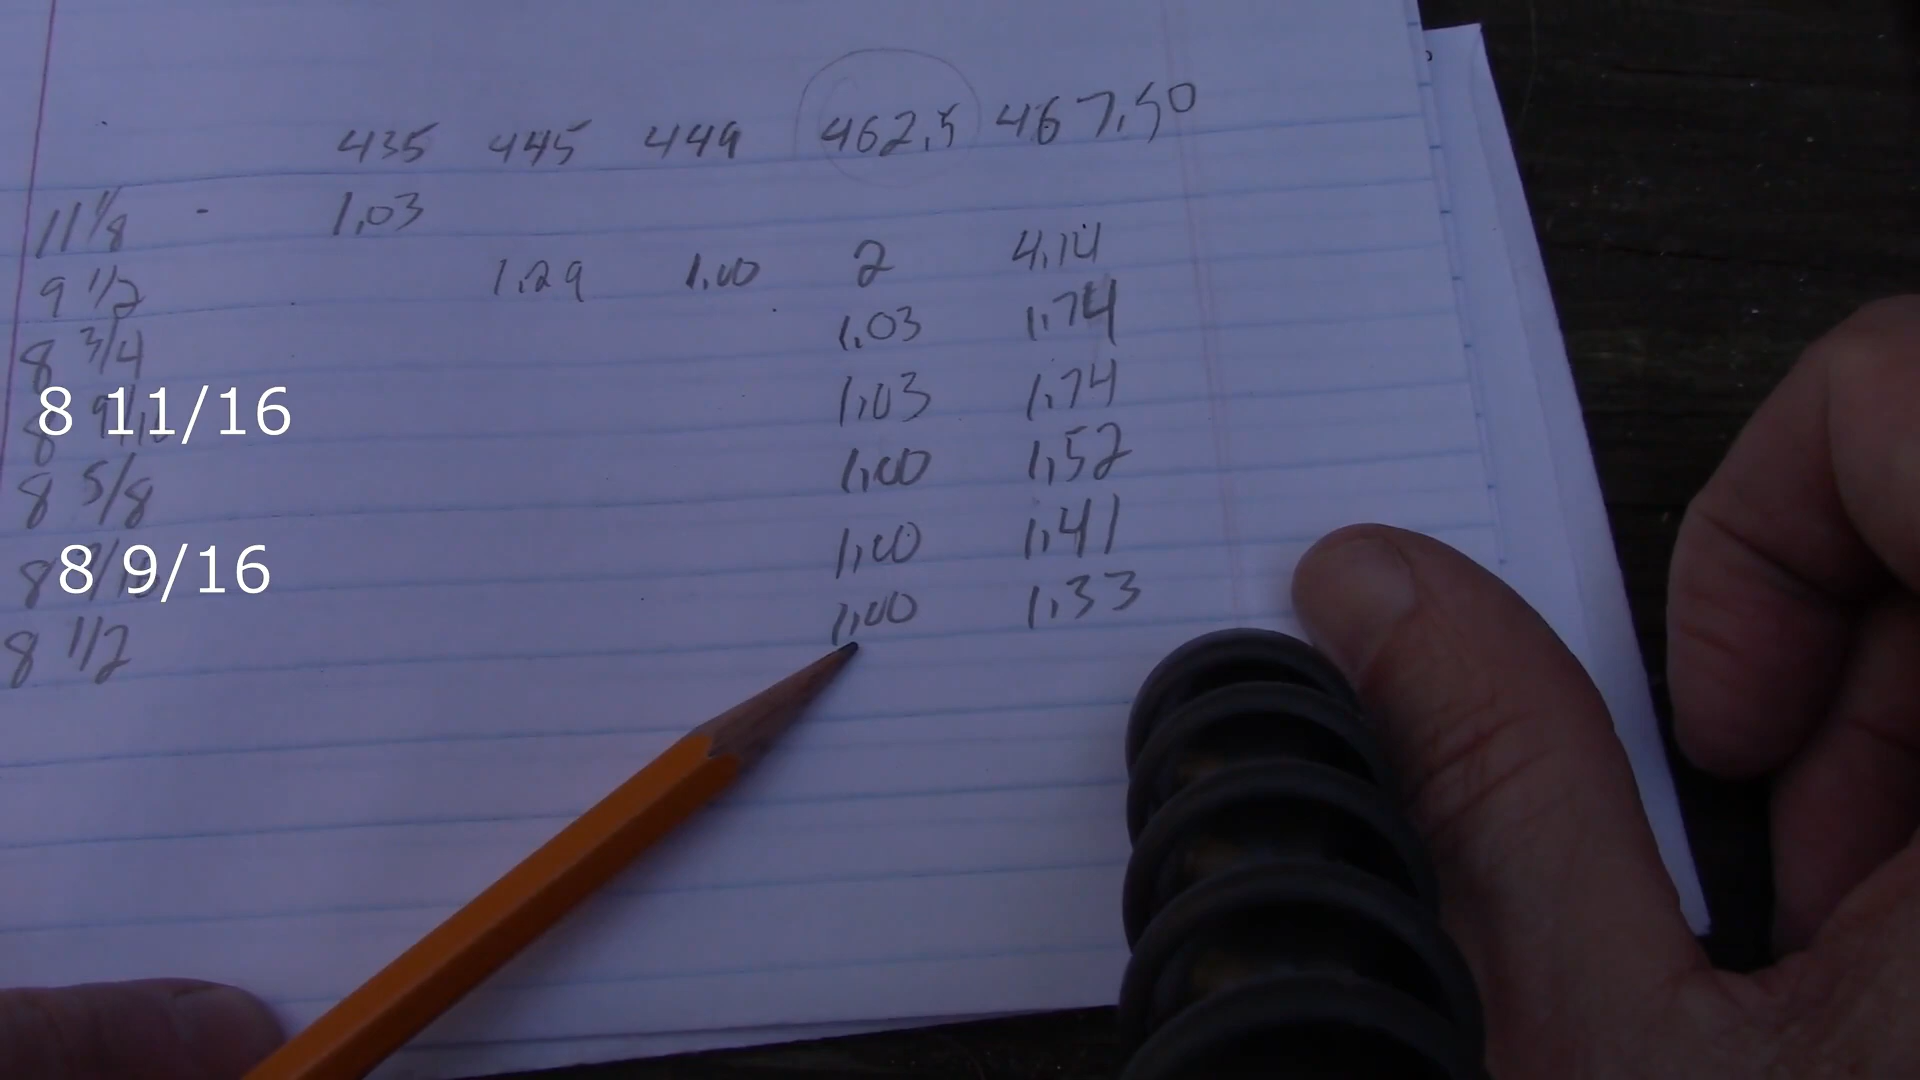 435 445 449 462.5 467.50
11 1/8 - 1.03
9 1/2 1.29 1.00 2 4.14
8 3/4 1.03 1.74
8 11/16 1.03 1.74
8 5/8 1.00 1.52
8 9/16 1.00 1.41
8 1/2 1.00 1.33